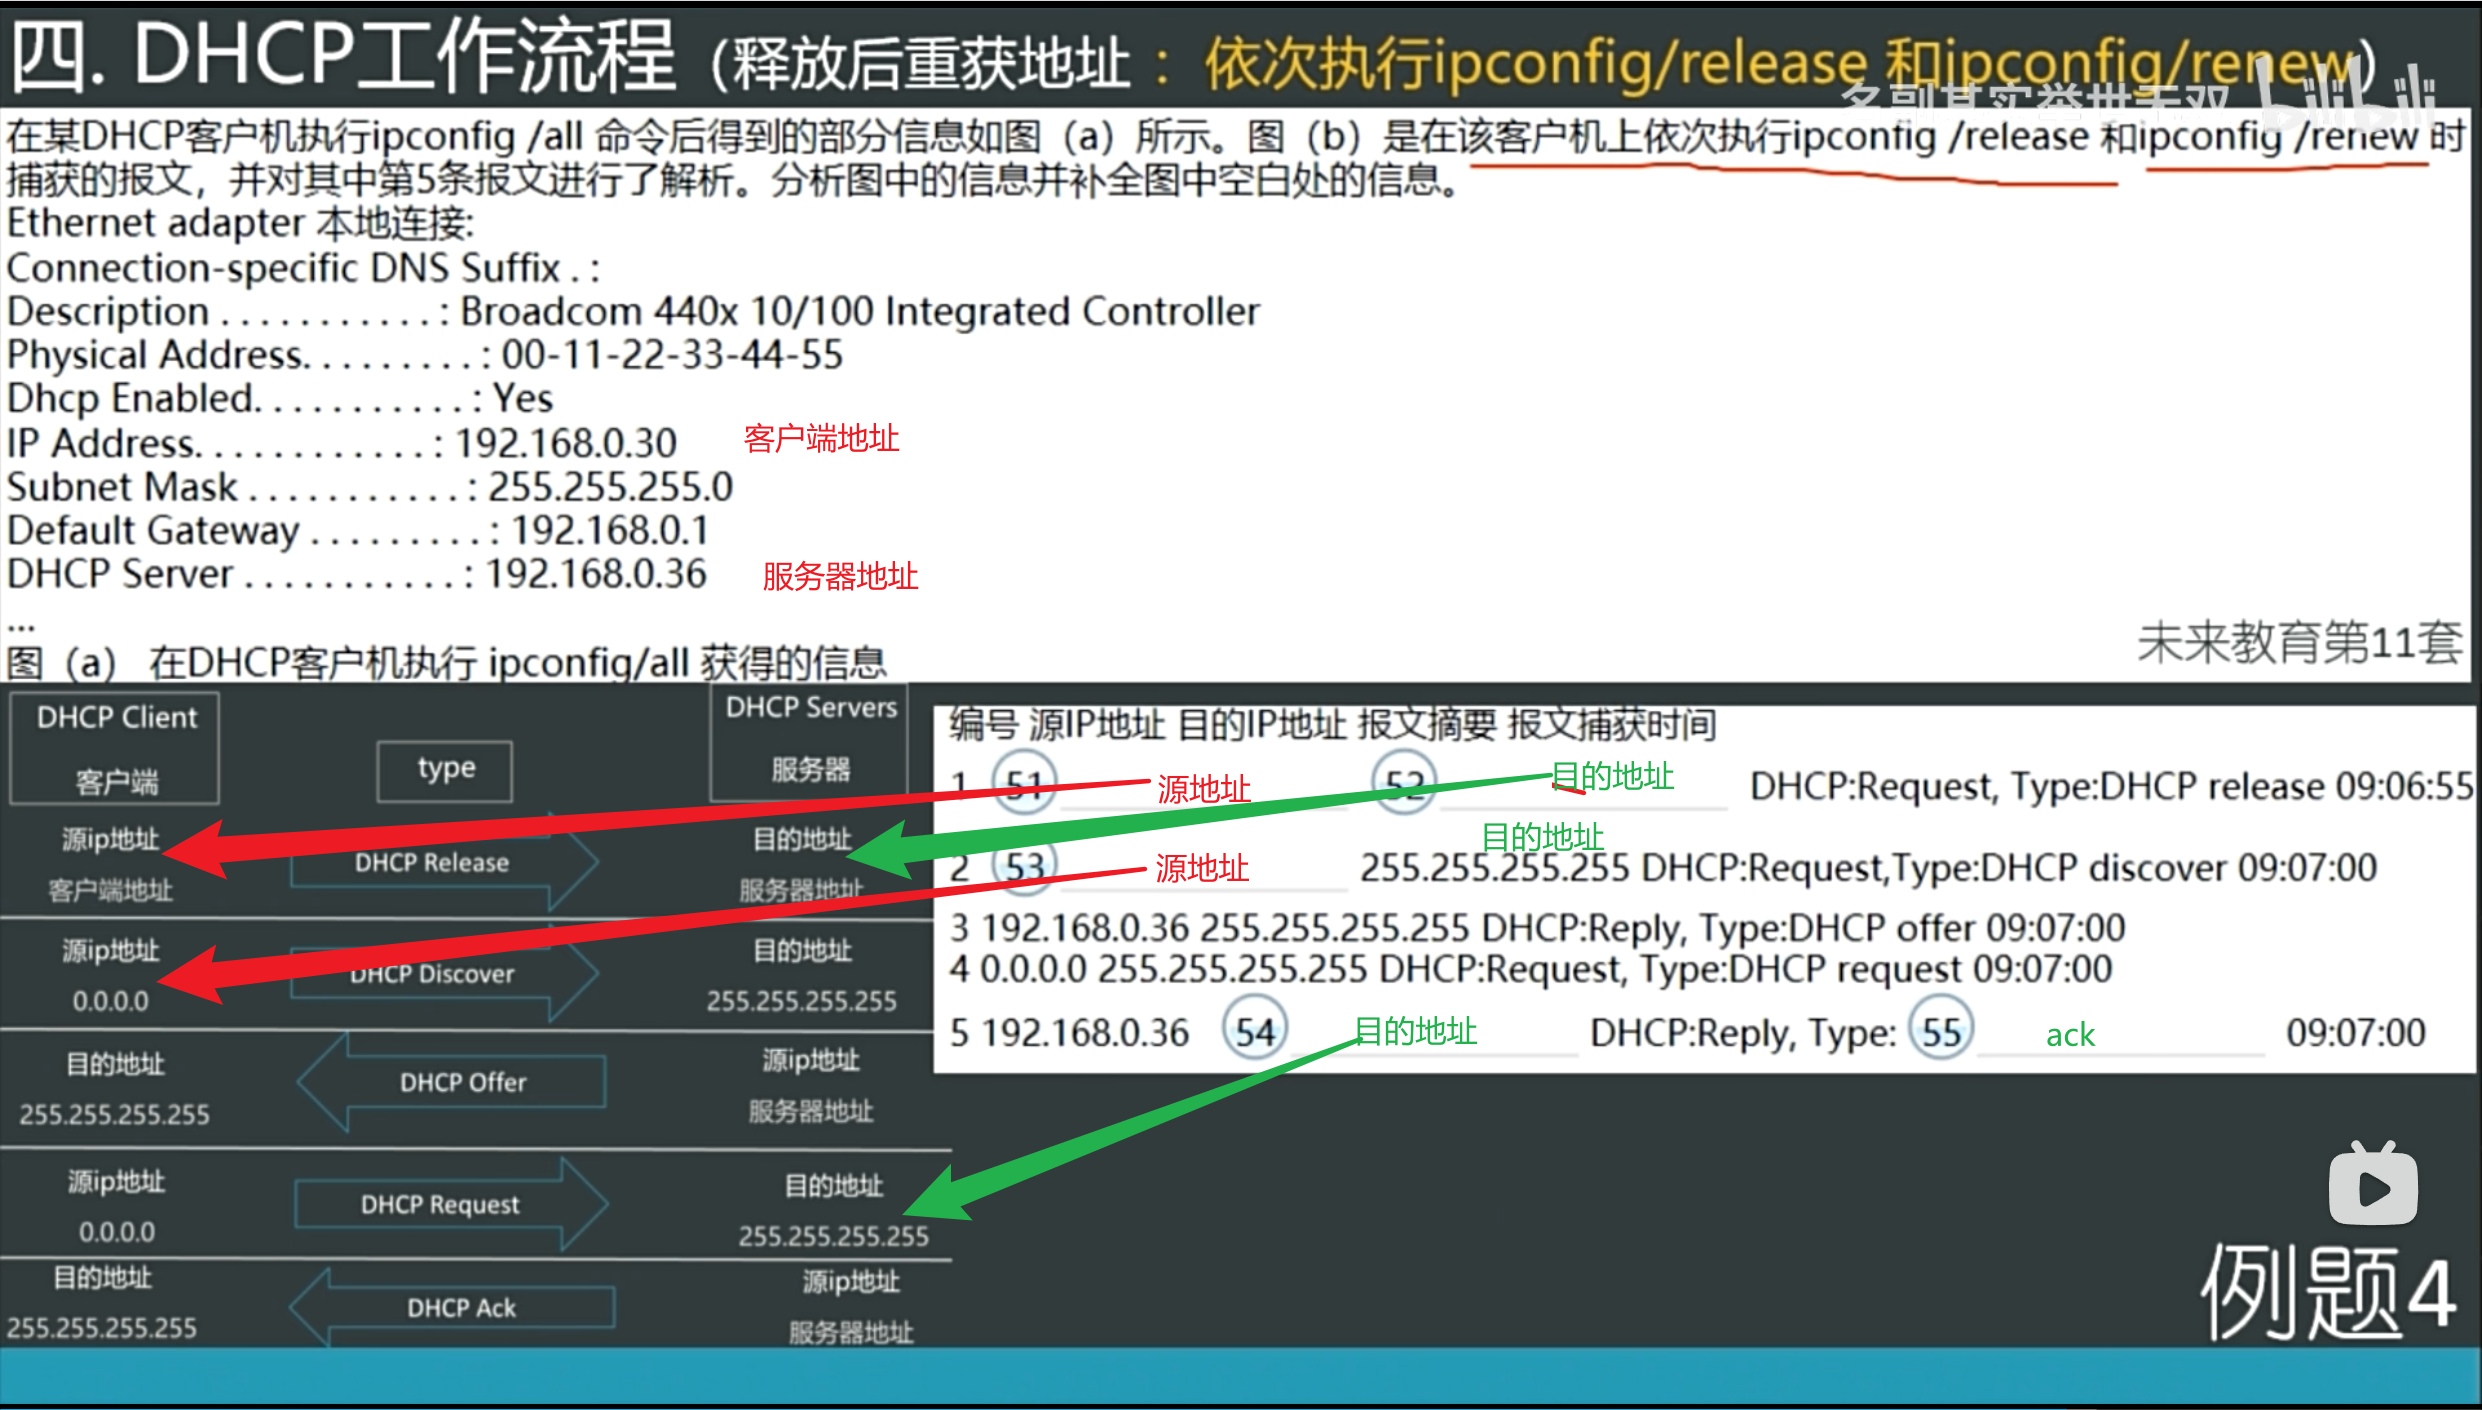 四. DHCP工作流程（释放后重获地址：依次执行ipconfig/release 和ipconfig/renew）
名副其实举世无双 bilibili
在某DHCP客户机执行ipconfig /all 命令后得到的部分信息如图（a）所示。图（b）是在该客户机上依次执行ipconfig /release 和ipconfig /renew 时
捕获的报文，并对其中第5条报文进行了解析。分析图中的信息并补全图中空白处的信息。
Ethernet adapter 本地连接:
Connection-specific DNS Suffix . :
Description . . . . . . . . . . . : Broadcom 440x 10/100 Integrated Controller
Physical Address. . . . . . . . . : 00-11-22-33-44-55
Dhcp Enabled. . . . . . . . . . . : Yes
IP Address. . . . . . . . . . . . : 192.168.0.30 客户端地址
Subnet Mask . . . . . . . . . . . : 255.255.255.0
Default Gateway . . . . . . . . . : 192.168.0.1
DHCP Server . . . . . . . . . . . : 192.168.0.36 服务器地址
...
未来教育第11套
图（a） 在DHCP客户机执行 ipconfig/all 获得的信息
DHCP Client
客户端
type
DHCP Servers
服务器
源ip地址
客户端地址
DHCP Release
目的地址
服务器地址
源ip地址
0.0.0.0
DHCP Discover
目的地址
255.255.255.255
目的地址
255.255.255.255
DHCP Offer
源ip地址
服务器地址
源ip地址
0.0.0.0
DHCP Request
目的地址
255.255.255.255
目的地址
255.255.255.255
DHCP Ack
源ip地址
服务器地址
编号 源IP地址 目的IP地址 报文摘要 报文捕获时间
1 51 源地址 52 目的地址 DHCP:Request, Type:DHCP release 09:06:55
目的地址
2 53 源地址 255.255.255.255 DHCP:Request,Type:DHCP discover 09:07:00
3 192.168.0.36 255.255.255.255 DHCP:Reply, Type:DHCP offer 09:07:00
4 0.0.0.0 255.255.255.255 DHCP:Request, Type:DHCP request 09:07:00
5 192.168.0.36 54 目的地址 DHCP:Reply, Type: 55 ack 09:07:00
例题4